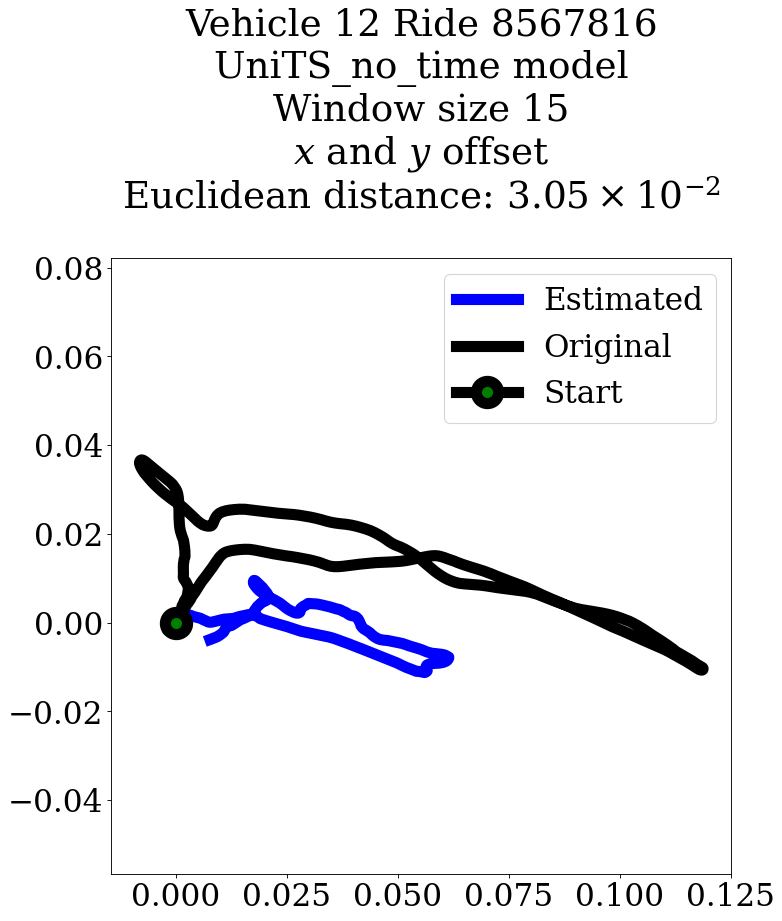 Vehicle 12 Ride 8567816
UniTS_no_time model
Window size 15
x and y offset
Euclidean distance: 3.05 × 10⁻²
Estimated
Original
Start
0.08
0.06
0.04
0.02
0.00
−0.02
−0.04
0.000 0.025 0.050 0.075 0.100 0.125